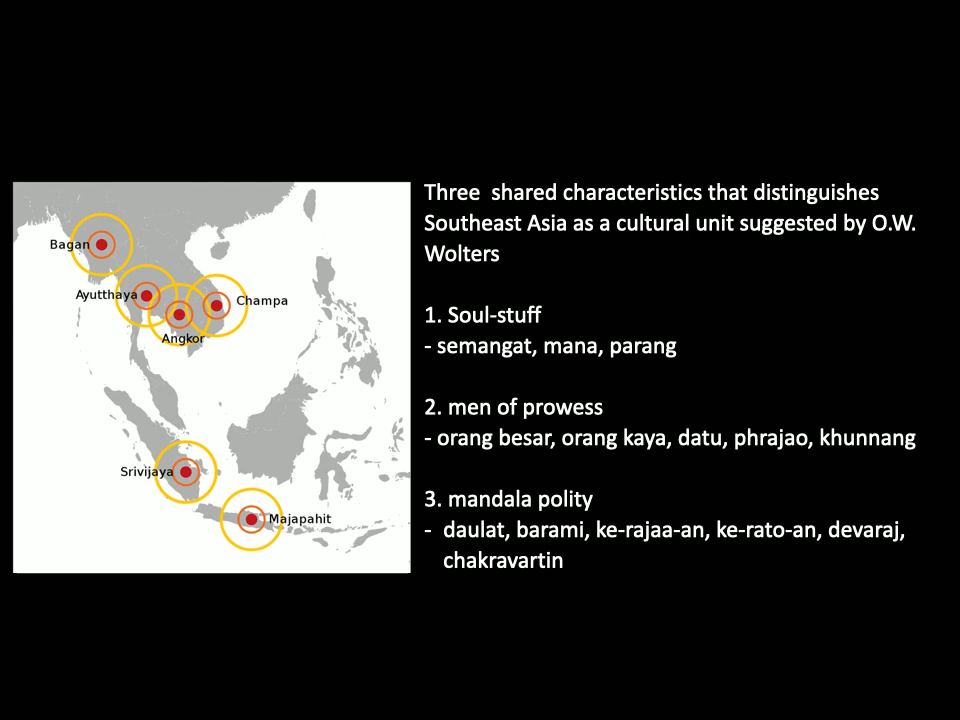 Bagan
Ayutthaya
Champa
Angkor
Srivijaya
Majapahit
Three  shared characteristics that distinguishes
Southeast Asia as a cultural unit suggested by O.W.
Wolters
1. Soul-stuff
- semangat, mana, parang
2. men of prowess
- orang besar, orang kaya, datu, phrajao, khunnang
3. mandala polity
-  daulat, barami, ke-rajaa-an, ke-rato-an, devaraj,
chakravartin